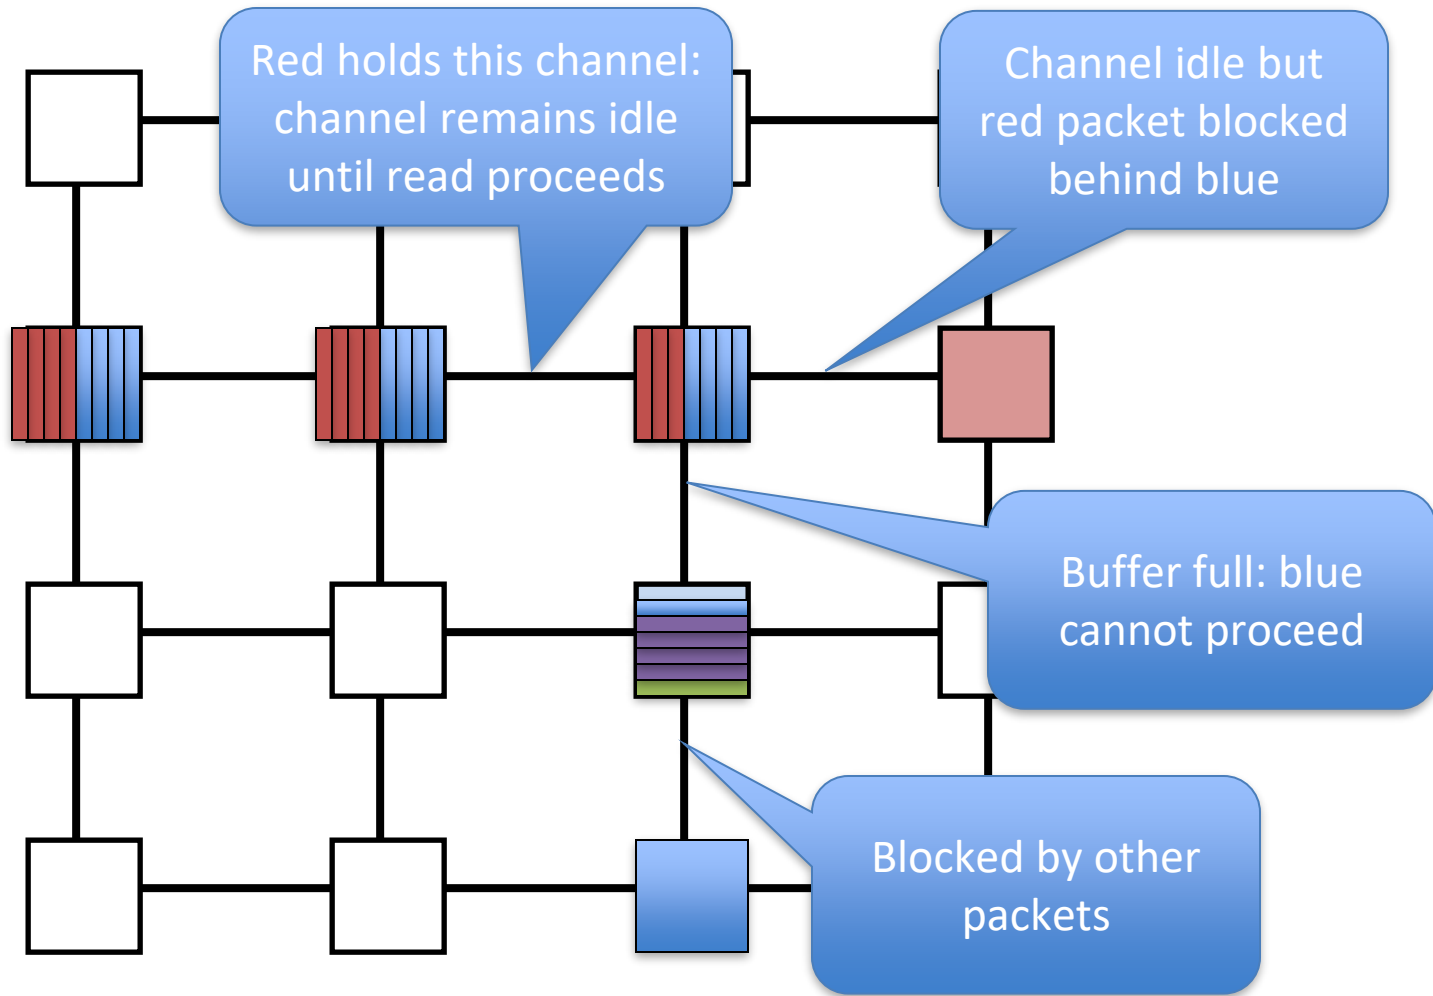 Red holds this channel:
channel remains idle
until read proceeds
Channel idle but
red packet blocked
behind blue
Buffer full: blue
cannot proceed
Blocked by other
packets